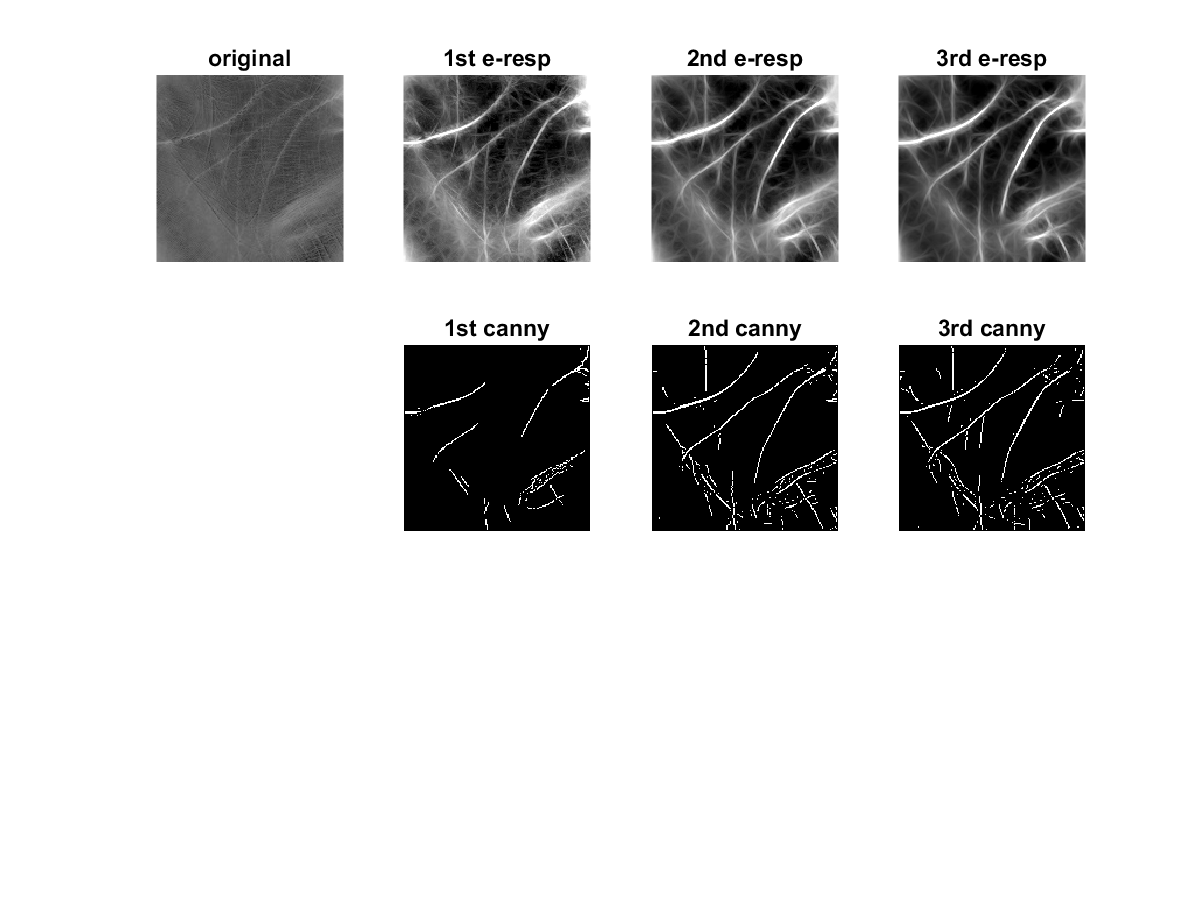 original
1st e-resp
2nd e-resp
3rd e-resp
1st canny
2nd canny
3rd canny